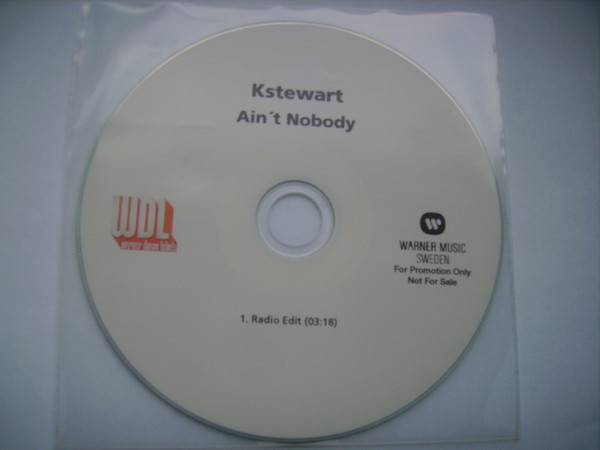 Kstewart
Ain´t Nobody
WDL
WARNER MUSIC
SWEDEN
For Promotion Only
Not For Sale
1. Radio Edit (03:18)